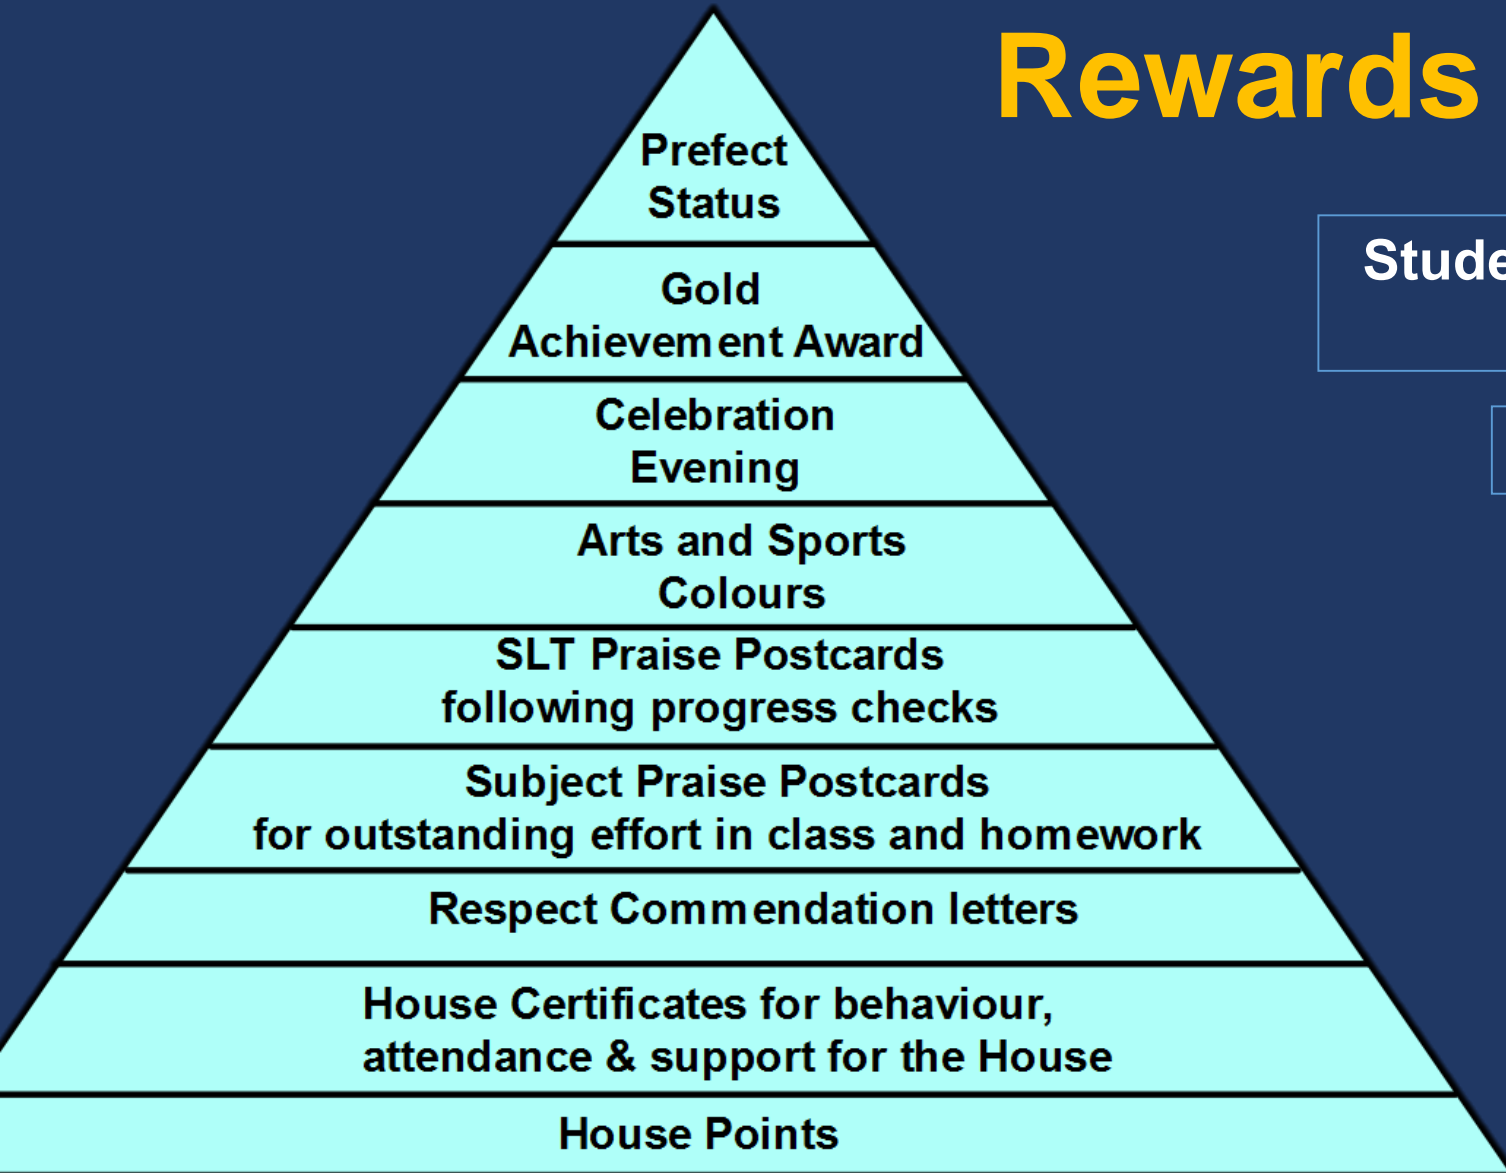 Rewards
Prefect
Status
Gold
Achievement Award
Celebration
Evening
Arts and Sports
Colours
SLT Praise Postcards
following progress checks
Subject Praise Postcards
for outstanding effort in class and homework
Respect Commendation letters
House Certificates for behaviour,
attendance & support for the House
House Points